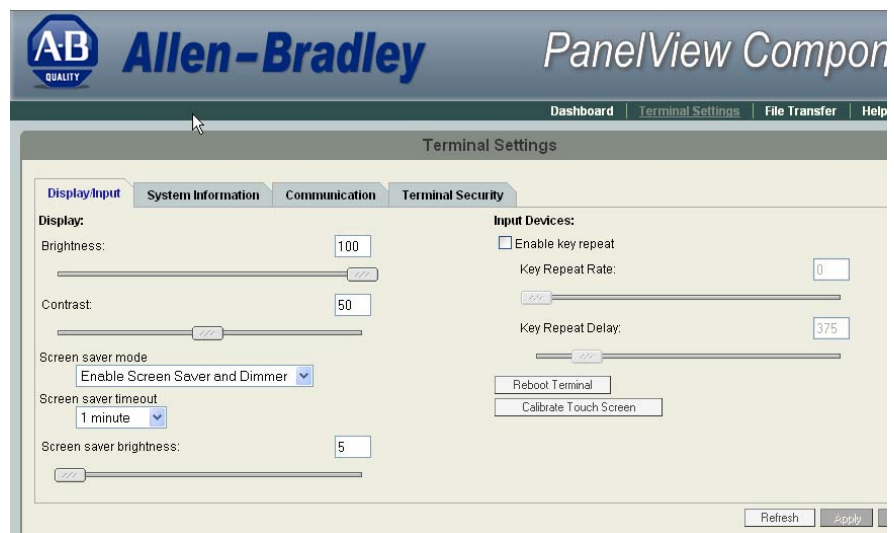 A·B
QUALITY
Allen-Bradley
PanelView Compon
Dashboard | Terminal Settings | File Transfer | Help
Terminal Settings
Display/Input System Information Communication Terminal Security
Display:
Brightness: 100
Contrast: 50
Screen saver mode
Enable Screen Saver and Dimmer
Screen saver timeout
1 minute
Screen saver brightness: 5
Input Devices:
Enable key repeat
Key Repeat Rate: 0
Key Repeat Delay: 375
Reboot Terminal
Calibrate Touch Screen
Refresh Apply